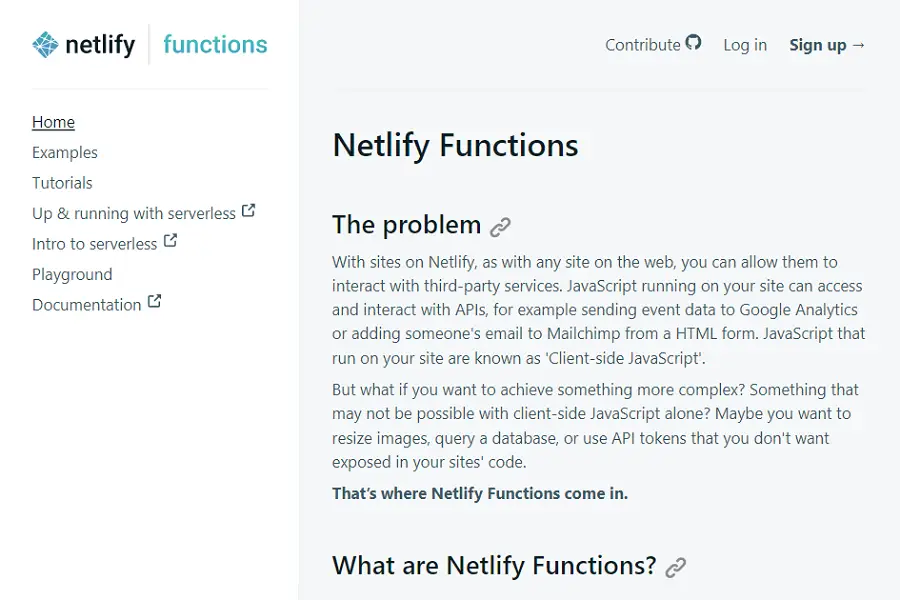 netlify functions
Contribute Log in Sign up →
Home
Examples
Tutorials
Up & running with serverless
Intro to serverless
Playground
Documentation
Netlify Functions
The problem
With sites on Netlify, as with any site on the web, you can allow them to
interact with third-party services. JavaScript running on your site can access
and interact with APIs, for example sending event data to Google Analytics
or adding someone's email to Mailchimp from a HTML form. JavaScript that
run on your site are known as 'Client-side JavaScript'.
But what if you want to achieve something more complex? Something that
may not be possible with client-side JavaScript alone? Maybe you want to
resize images, query a database, or use API tokens that you don't want
exposed in your sites' code.
That’s where Netlify Functions come in.
What are Netlify Functions?